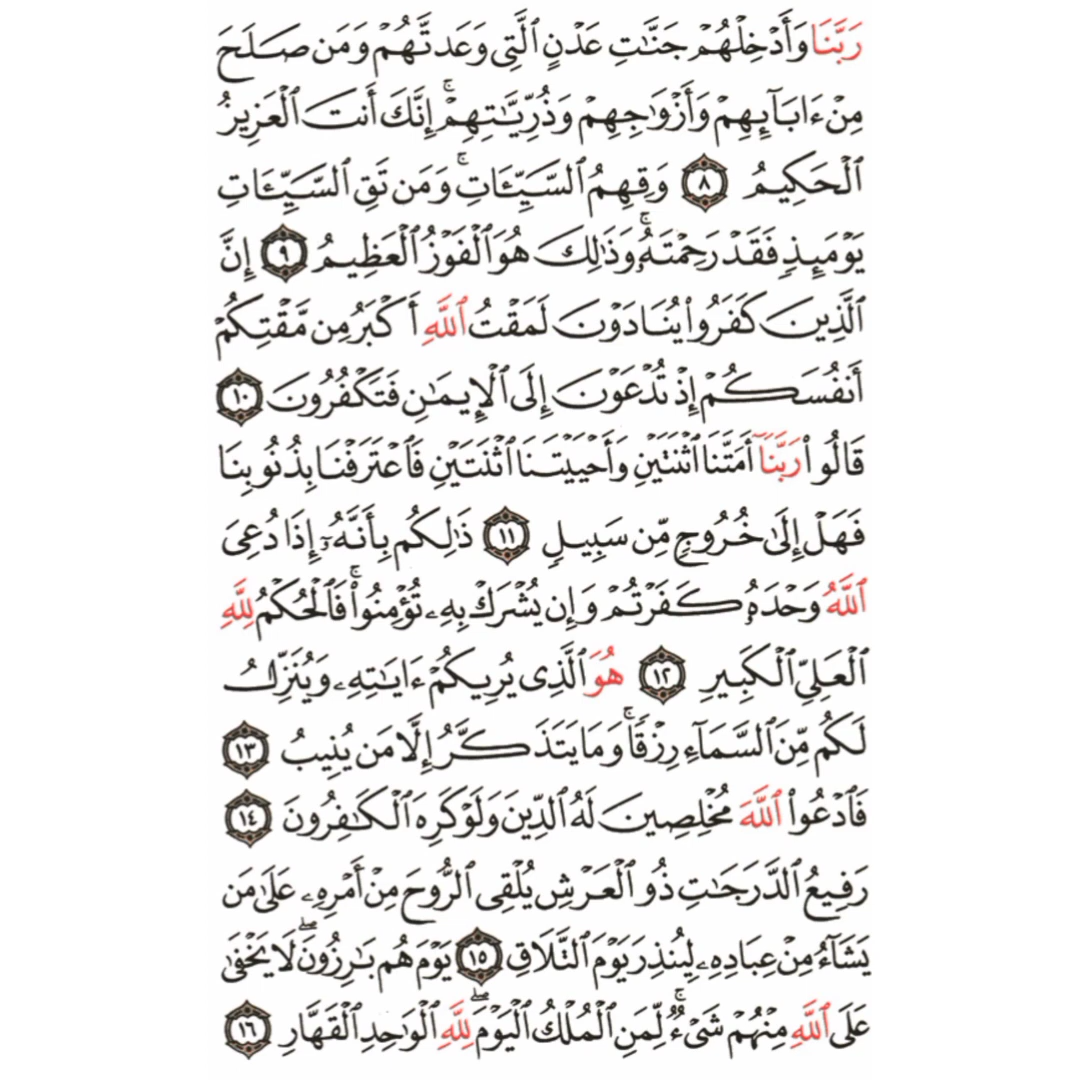 رَبَّنَا وَأَدۡخِلۡهُمۡ جَنَّٰتِ عَدۡنٍ ٱلَّتِي وَعَدتَّهُمۡ وَمَن صَلَحَ
مِنۡ ءَابَآئِهِمۡ وَأَزۡوَٰجِهِمۡ وَذُرِّيَّٰتِهِمۡۚ إِنَّكَ أَنتَ ٱلۡعَزِيزُ
ٱلۡحَكِيمُ ٨ وَقِهِمُ ٱلسَّيِّـَٔاتِۚ وَمَن تَقِ ٱلسَّيِّـَٔاتِ
يَوۡمَئِذٖ فَقَدۡ رَحِمۡتَهُۥۚ وَذَٰلِكَ هُوَ ٱلۡفَوۡزُ ٱلۡعَظِيمُ ٩ إِنَّ
ٱلَّذِينَ كَفَرُواْ يُنَادَوۡنَ لَمَقۡتُ ٱللَّهِ أَكۡبَرُ مِن مَّقۡتِكُمۡ
أَنفُسَكُمۡ إِذۡ تُدۡعَوۡنَ إِلَى ٱلۡإِيمَٰنِ فَتَكۡفُرُونَ ١٠
قَالُواْ رَبَّنَآ أَمَتَّنَا ٱثۡنَتَيۡنِ وَأَحۡيَيۡتَنَا ٱثۡنَتَيۡنِ فَٱعۡتَرَفۡنَا بِذُنُوبِنَا
فَهَلۡ إِلَىٰ خُرُوجٖ مِّن سَبِيلٖ ١١ ذَٰلِكُم بِأَنَّهُۥٓ إِذَا دُعِيَ
ٱللَّهُ وَحۡدَهُۥ كَفَرۡتُمۡ وَإِن يُشۡرَكۡ بِهِۦ تُؤۡمِنُواْۚ فَٱلۡحُكۡمُ لِلَّهِ
ٱلۡعَلِيِّ ٱلۡكَبِيرِ ١٢ هُوَ ٱلَّذِي يُرِيكُمۡ ءَايَٰتِهِۦ وَيُنَزِّلُ
لَكُم مِّنَ ٱلسَّمَآءِ رِزۡقٗاۚ وَمَا يَتَذَكَّرُ إِلَّا مَن يُنِيبُ ١٣
فَٱدۡعُواْ ٱللَّهَ مُخۡلِصِينَ لَهُ ٱلدِّينَ وَلَوۡ كَرِهَ ٱلۡكَٰفِرُونَ ١٤
رَفِيعُ ٱلدَّرَجَٰتِ ذُو ٱلۡعَرۡشِ يُلۡقِي ٱلرُّوحَ مِنۡ أَمۡرِهِۦ عَلَىٰ مَن
يَشَآءُ مِنۡ عِبَادِهِۦ لِيُنذِرَ يَوۡمَ ٱلتَّلَاقِ ١٥ يَوۡمَ هُم بَٰرِزُونَۖ لَا يَخۡفَىٰ
عَلَى ٱللَّهِ مِنۡهُمۡ شَيۡءٞۚ لِّمَنِ ٱلۡمُلۡكُ ٱلۡيَوۡمَۖ لِلَّهِ ٱلۡوَٰحِدِ ٱلۡقَهَّارِ ١٦